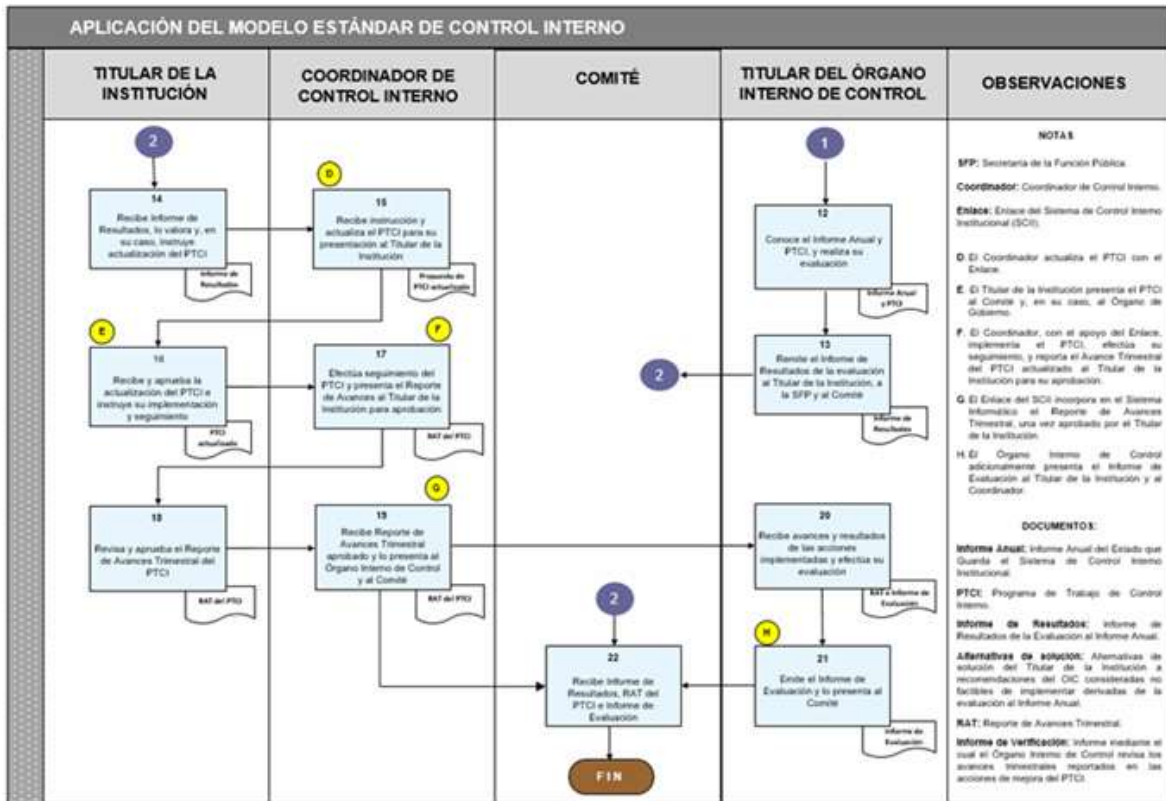 APLICACIÓN DEL MODELO ESTÁNDAR DE CONTROL INTERNO
TITULAR DE LA
INSTITUCIÓN
COORDINADOR DE
CONTROL INTERNO
COMITÉ
TITULAR DEL ÓRGANO
INTERNO DE CONTROL
OBSERVACIONES
2
14
Recibe Informe de
Resultados, lo valora y, en
su caso, instruye
actualización del PTCI
Informe de
Resultados
D
15
Recibe instrucción y
actualiza el PTCI para su
presentación al Titular de la
Institución
Propuesta de
PTCI actualizado
1
12
Conoce el Informe Anual y
PTCI, y realiza su
evaluación
Informe Anual
y PTCI
E
16
Recibe y aprueba la
actualización del PTCI e
instruye su implementación
y seguimiento
PTCI
actualizado
F
17
Efectúa seguimiento del
PTCI y presenta el Reporte
de Avances al Titular de la
Institución para aprobación
RAT del PTCI
2
13
Remite el Informe de
Resultados de la evaluación
al Titular de la Institución, a
la SFP y al Comité
Informe de
Resultados
18
Revisa y aprueba el Reporte
de Avances Trimestral del
PTCI
RAT del PTCI
G
19
Recibe Reporte de
Avances Trimestral
aprobado y lo presenta al
Órgano Interno de Control
y al Comité
RAT del PTCI
20
Recibe avances y resultados
de las acciones
implementadas y efectúa su
evaluación
RAT e Informe de
Evaluación
2
22
Recibe Informe de
Resultados, RAT del
PTCI e Informe de
Evaluación
FIN
H
21
Emite el Informe de
Evaluación y lo presenta al
Comité
Informe de
Evaluación
NOTAS
SFP: Secretaría de la Función Pública.
Coordinador: Coordinador de Control Interno.
Enlace: Enlace del Sistema de Control Interno
Institucional (SCII).
D El Coordinador actualiza el PTCI con el
Enlace.
E El Titular de la Institución presenta el PTCI
al Comité y, en su caso, al Órgano de
Gobierno.
F. El Coordinador, con el apoyo del Enlace,
implementa el PTCI, efectúa su
seguimiento, y reporta el Avance Trimestral
del PTCI actualizado al Titular de la
Institución para su aprobación.
G El Enlace del SCII incorpora en el Sistema
Informático el Reporte de Avances
Trimestral, una vez aprobado por el Titular
de la Institución.
H. El Órgano Interno de Control
adicionalmente presenta el Informe de
Evaluación al Titular de la Institución y al
Coordinador.
DOCUMENTOS:
Informe Anual: Informe Anual del Estado que
Guarda el Sistema de Control Interno
Institucional.
PTCI: Programa de Trabajo de Control
Interno.
Informe de Resultados: Informe de
Resultados de la Evaluación al Informe Anual.
Alternativas de solución: Alternativas de
solución del Titular de la Institución a
recomendaciones del OIC consideradas no
factibles de implementar derivadas de la
evaluación al Informe Anual.
RAT: Reporte de Avances Trimestral.
Informe de Verificación: Informe mediante el
cual el Órgano Interno de Control revisa los
avances trimestrales reportados en las
acciones de mejora del PTCI.